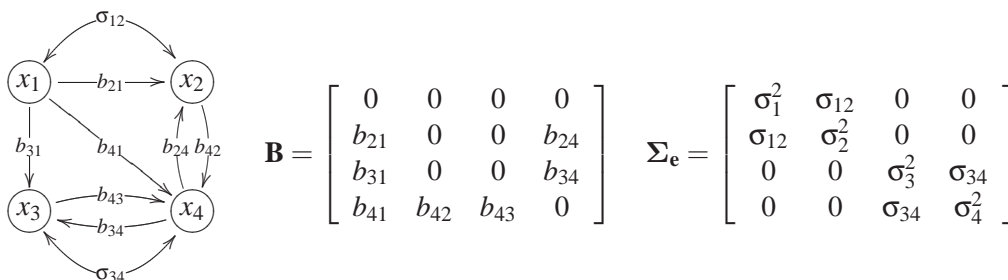 σ₁₂
x₁ b₂₁ x₂
b₃₁ b₄₁ b₂₄ b₄₂
x₃ b₄₃ x₄
b₃₄
σ₃₄
B = [ 0 0 0 0
b₂₁ 0 0 b₂₄
b₃₁ 0 0 b₃₄
b₄₁ b₄₂ b₄₃ 0 ]
Σₑ = [ σ₁² σ₁₂ 0 0
σ₁₂ σ₂² 0 0
0 0 σ₃² σ₃₄
0 0 σ₃₄ σ₄² ]